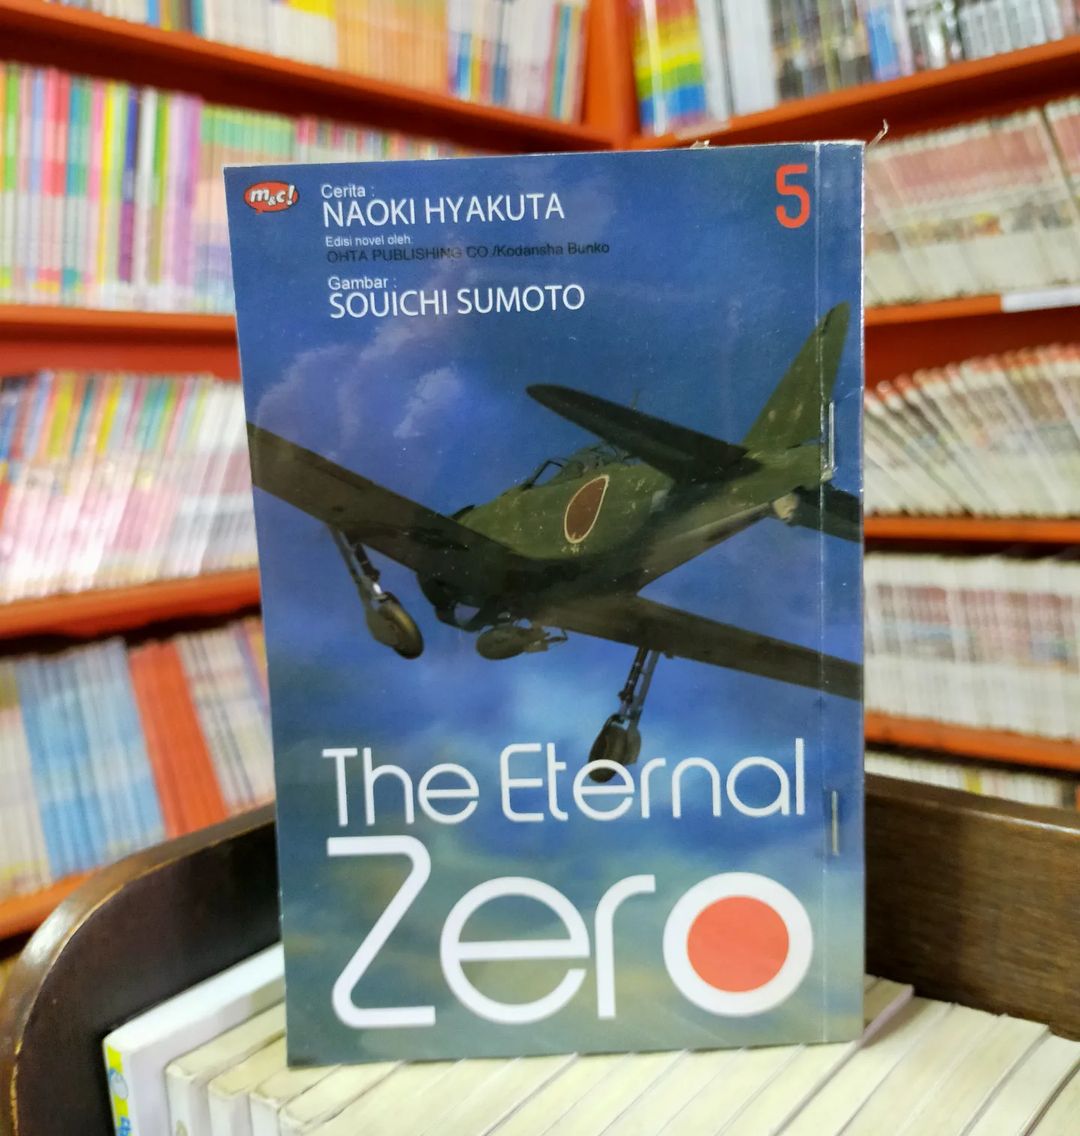 m&c!
5
Cerita :
NAOKI HYAKUTA
Edisi novel oleh:
OHTA PUBLISHING CO./Kodansha Bunko
Gambar :
SOUICHI SUMOTO
The Eternal
Zero